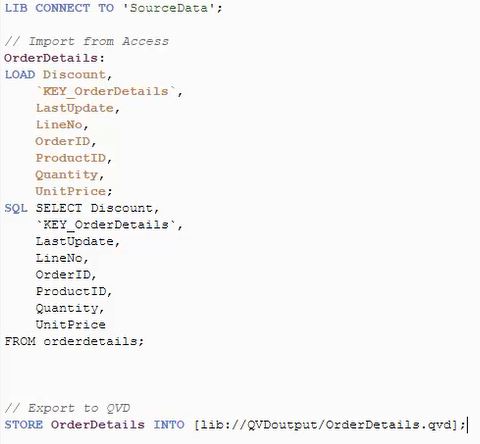 LIB CONNECT TO 'SourceData';
// Import from Access
OrderDetails:
LOAD Discount,
`KEY_OrderDetails`,
LastUpdate,
LineNo,
OrderID,
ProductID,
Quantity,
UnitPrice;
SQL SELECT Discount,
`KEY_OrderDetails`,
LastUpdate,
LineNo,
OrderID,
ProductID,
Quantity,
UnitPrice
FROM orderdetails;
// Export to QVD
STORE OrderDetails INTO [lib://QVDoutput/OrderDetails.qvd];